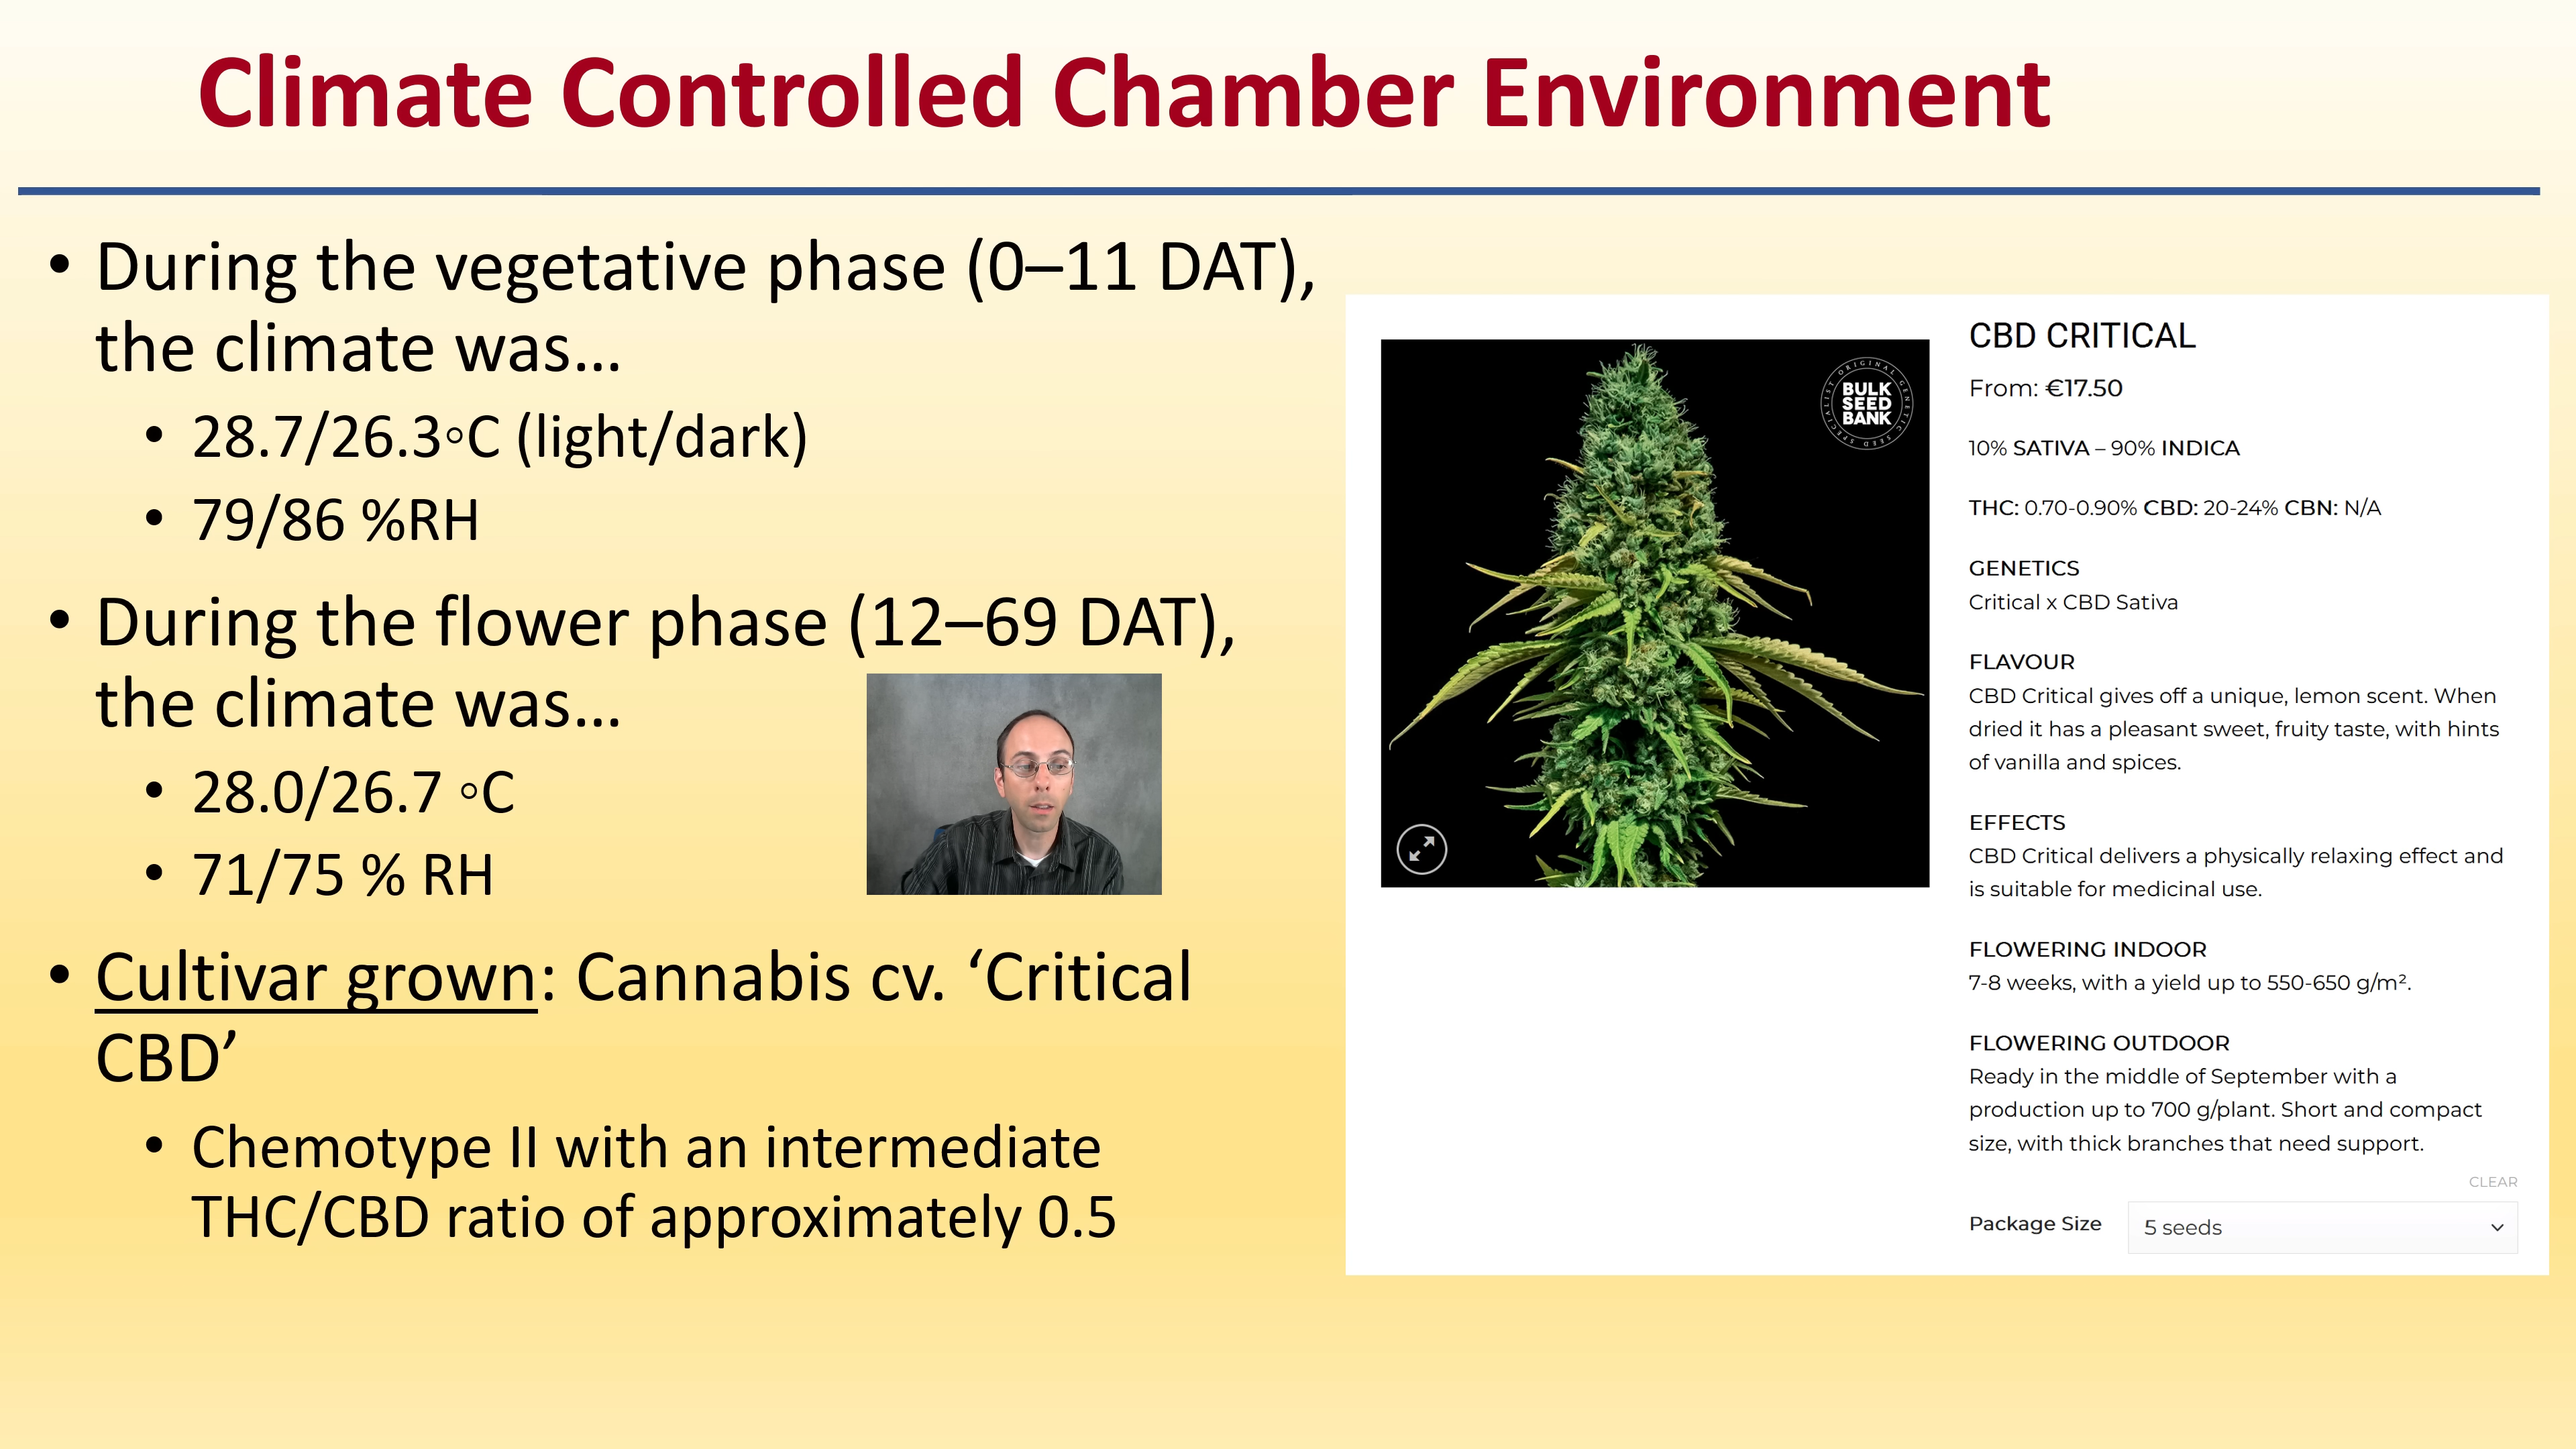 Climate Controlled Chamber Environment
• During the vegetative phase (0–11 DAT),
the climate was...
• 28.7/26.3◦C (light/dark)
• 79/86 %RH
• During the flower phase (12–69 DAT),
the climate was...
• 28.0/26.7 ◦C
• 71/75 % RH
• Cultivar grown: Cannabis cv. ‘Critical
CBD’
• Chemotype II with an intermediate
THC/CBD ratio of approximately 0.5
ORIGINAL GENETIC SEED SPECIALIST
BULK
SEED
BANK
CBD CRITICAL
From: €17.50
10% SATIVA – 90% INDICA
THC: 0.70-0.90% CBD: 20-24% CBN: N/A
GENETICS
Critical x CBD Sativa
FLAVOUR
CBD Critical gives off a unique, lemon scent. When
dried it has a pleasant sweet, fruity taste, with hints
of vanilla and spices.
EFFECTS
CBD Critical delivers a physically relaxing effect and
is suitable for medicinal use.
FLOWERING INDOOR
7-8 weeks, with a yield up to 550-650 g/m².
FLOWERING OUTDOOR
Ready in the middle of September with a
production up to 700 g/plant. Short and compact
size, with thick branches that need support.
CLEAR
Package Size 5 seeds